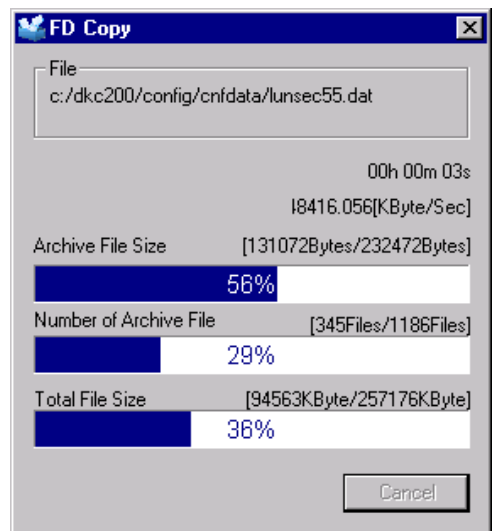 FD Copy
File
c:/dkc200/config/cnfdata/lunsec55.dat
00h 00m 03s
48416.056[KByte/Sec]
Archive File Size [131072Bytes/232472Bytes]
56%
Number of Archive File [345Files/1186Files]
29%
Total File Size [94563KByte/257176KByte]
36%
Cancel